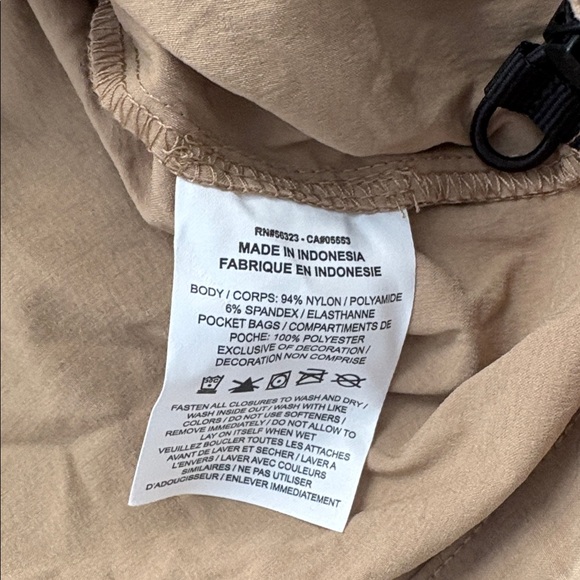 RN#56323 - CA#05553
MADE IN INDONESIA
FABRIQUE EN INDONESIE
BODY / CORPS: 94% NYLON / POLYAMIDE
6% SPANDEX / ELASTHANNE
POCKET BAGS / COMPARTIMENTS DE
POCHE: 100% POLYESTER
EXCLUSIVE OF DECORATION /
DECORATION NON COMPRISE
FASTEN ALL CLOSURES TO WASH AND DRY /
WASH INSIDE OUT / WASH WITH LIKE
COLORS / DO NOT USE SOFTENERS /
REMOVE IMMEDIATELY / DO NOT ALLOW TO
LAY ON ITSELF WHEN WET
VEUILLEZ BOUCLER TOUTES LES ATTACHES
AVANT DE LAVER ET SECHER / LAVER A
L'ENVERS / LAVER AVEC COULEURS
SIMILAIRES / NE PAS UTILISER
D'ADOUCISSEUR / ENLEVER IMMEDIATEMENT